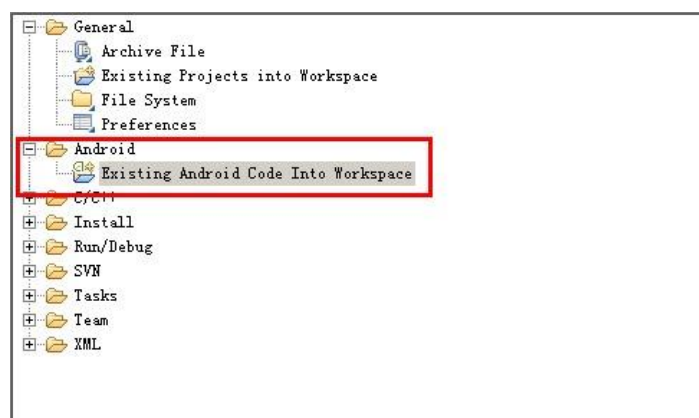 General
Archive File
Existing Projects into Workspace
File System
Preferences
Android
Existing Android Code Into Workspace
C/C++
Install
Run/Debug
SVN
Tasks
Team
XML